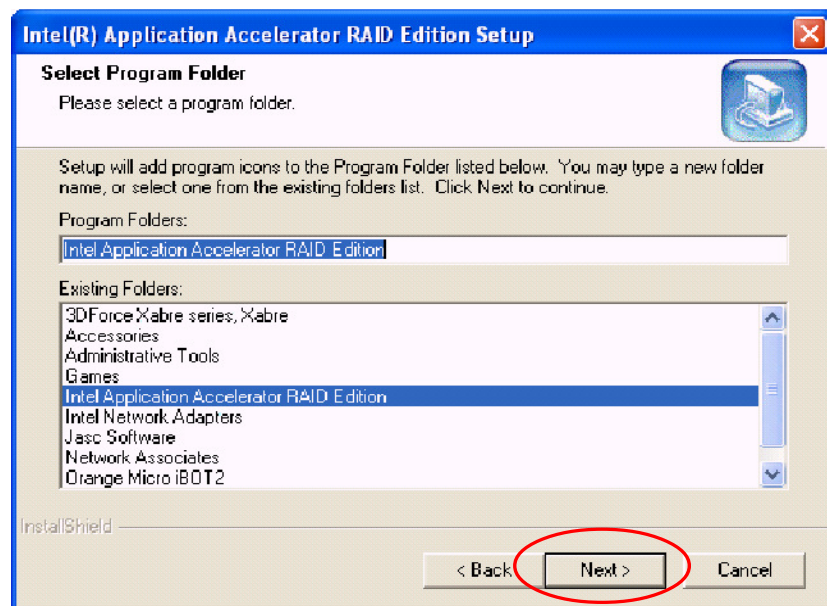 Intel(R) Application Accelerator RAID Edition Setup
Select Program Folder
Please select a program folder.
Setup will add program icons to the Program Folder listed below. You may type a new folder
name, or select one from the existing folders list. Click Next to continue.
Program Folders:
Intel Application Accelerator RAID Edition
Existing Folders:
3DForce Xabre series, Xabre
Accessories
Administrative Tools
Games
Intel Application Accelerator RAID Edition
Intel Network Adapters
Jasc Software
Network Associates
Orange Micro iBOT2
InstallShield
< Back
Next >
Cancel